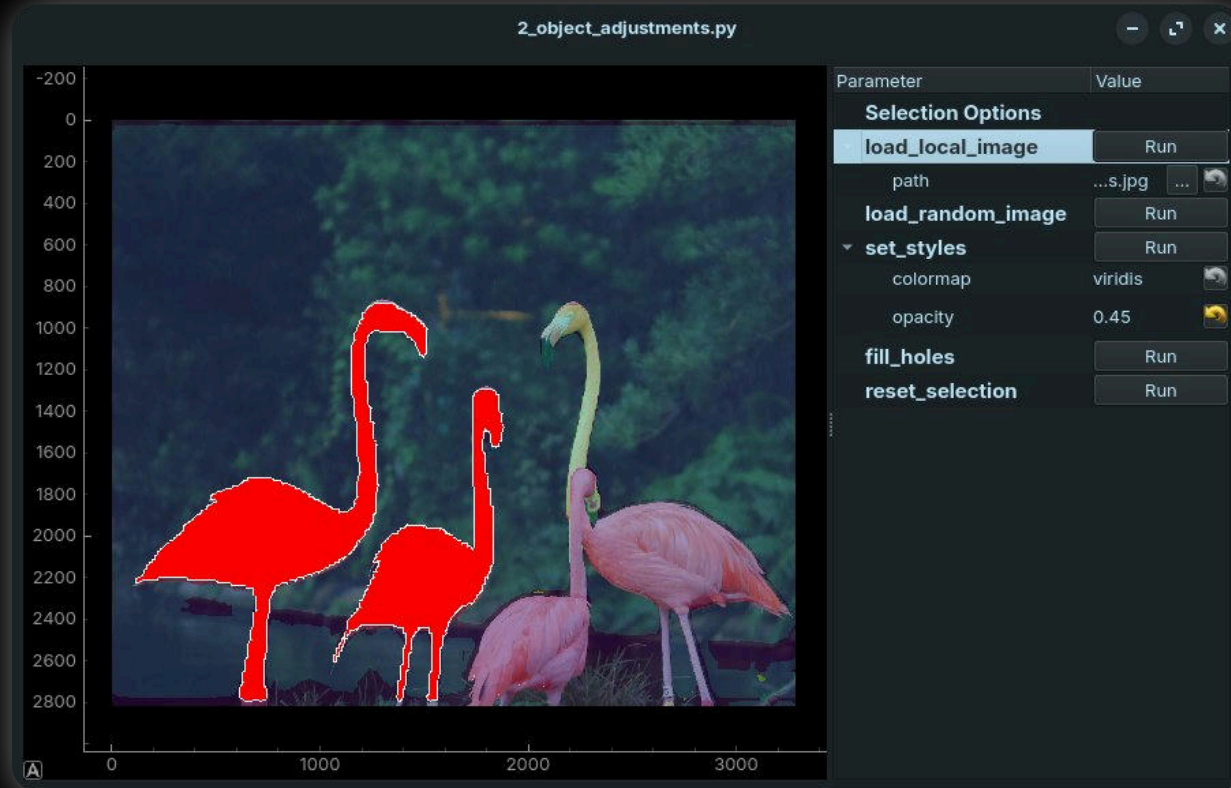 2_object_adjustments.py
Parameter Value
Selection Options
load_local_image Run
path ...s.jpg ...
load_random_image Run
set_styles Run
colormap viridis
opacity 0.45
fill_holes Run
reset_selection Run
-200
0
200
400
600
800
1000
1200
1400
1600
1800
2000
2200
2400
2600
2800
0 1000 2000 3000
A